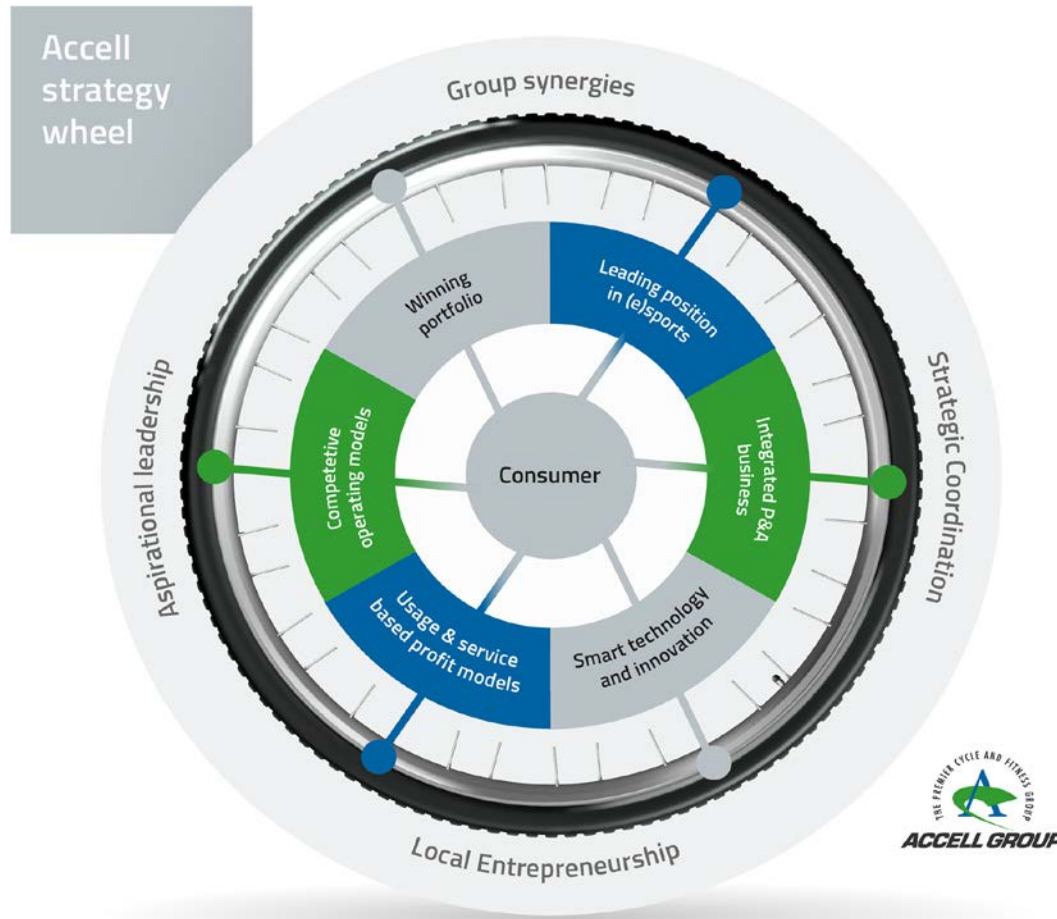 Accell
strategy
wheel
Group synergies
Strategic Coordination
Local Entrepreneurship
Aspirational leadership
Winning
portfolio
Leading position
in (e)sports
Integrated P&A
business
Smart technology
and innovation
Usage & service
based profit models
Competetive
operating models
Consumer
THE PREMIER CYCLE AND FITNESS GROUP
ACCELL GROUP